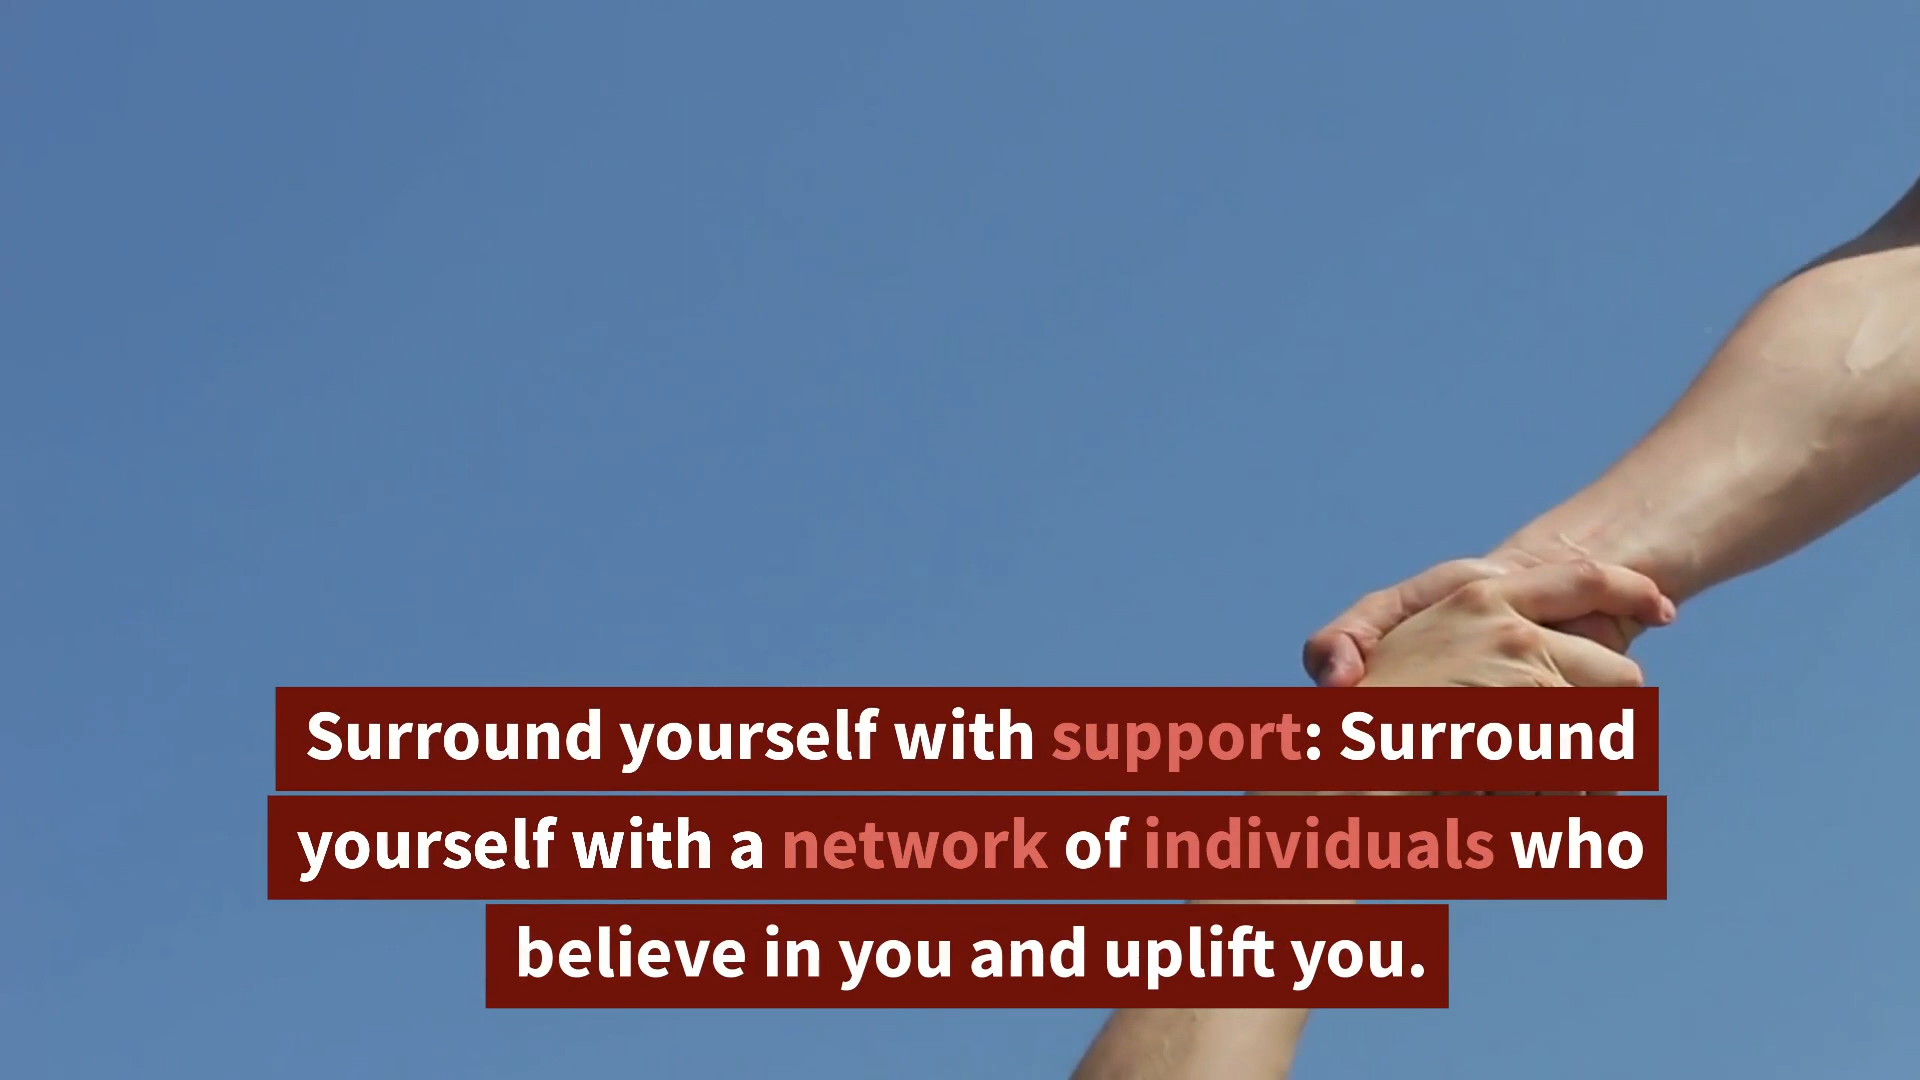 Surround yourself with support: Surround
yourself with a network of individuals who
believe in you and uplift you.